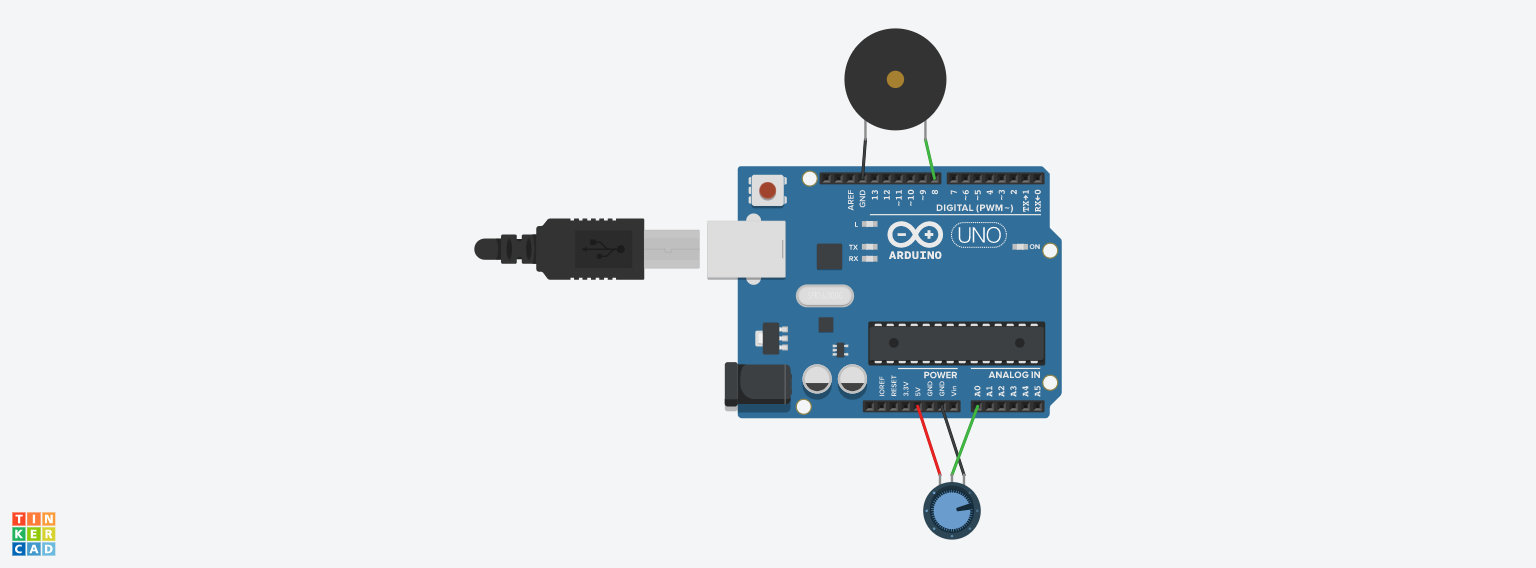 AREF
GND
13
12
~11
~10
~9
8
7
~6
~5
4
~3
2
TX→1
RX←0
DIGITAL (PWM~)
L
TX
RX
UNO
ON
ARDUINO
POWER
ANALOG IN
IOREF
RESET
3.3V
5V
GND
GND
Vin
A0
A1
A2
A3
A4
A5
TIN
KER
CAD